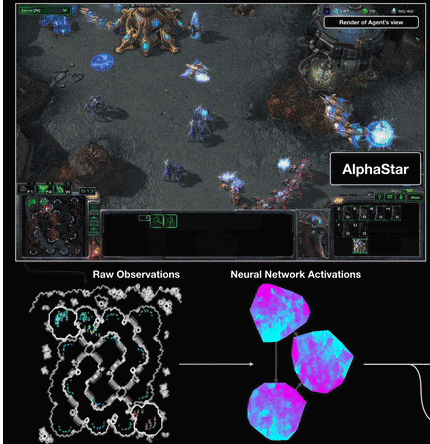 Render of Agent's view
AlphaStar
Raw Observations
Neural Network Activations